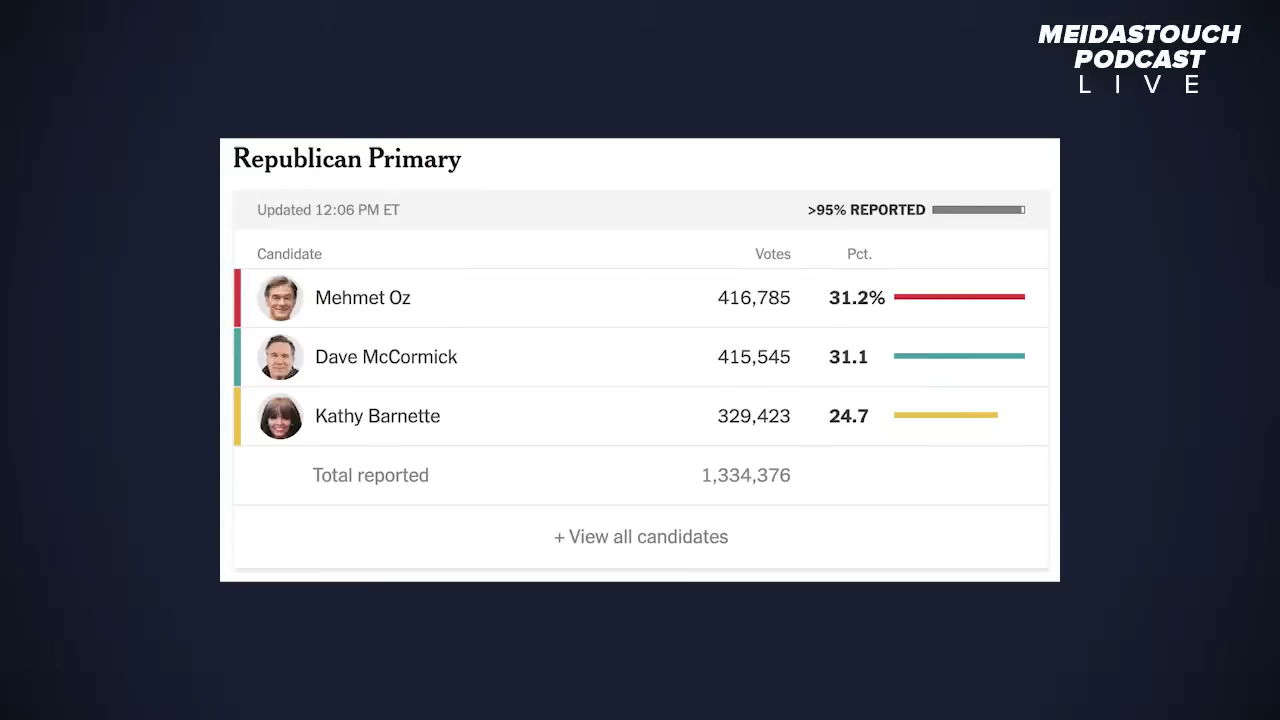 MEIDASTOUCH
PODCAST
LIVE
Republican Primary
Updated 12:06 PM ET >95% REPORTED
Candidate Votes Pct.
Mehmet Oz 416,785 31.2%
Dave McCormick 415,545 31.1
Kathy Barnette 329,423 24.7
Total reported 1,334,376
+ View all candidates